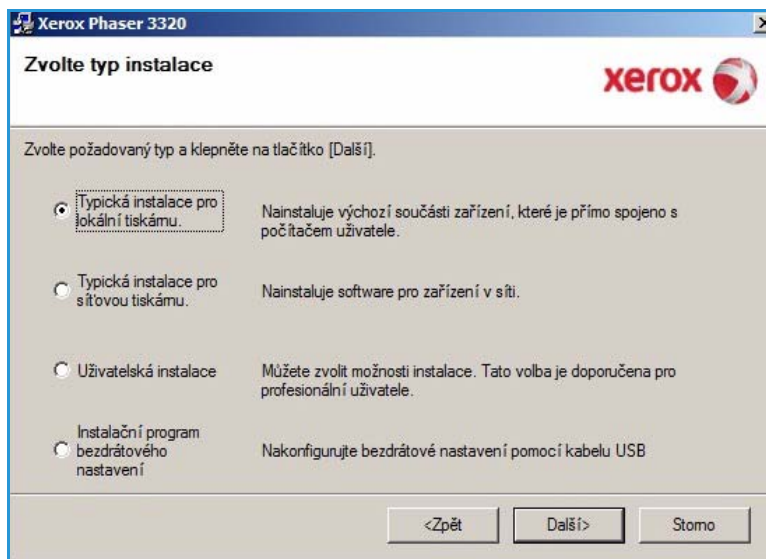 Xerox Phaser 3320
Zvolte typ instalace
xerox
Zvolte požadovaný typ a klepněte na tlačítko [Další].
Typická instalace pro
lokální tiskárnu.
Nainstaluje výchozí součásti zařízení, které je přímo spojeno s
počítačem uživatele.
Typická instalace pro
síťovou tiskárnu.
Nainstaluje software pro zařízení v síti.
Uživatelská instalace
Můžete zvolit možnosti instalace. Tato volba je doporučena pro
profesionální uživatele.
Instalační program
bezdrátového
nastavení
Nakonfigurujte bezdrátové nastavení pomocí kabelu USB
<Zpět
Další>
Storno